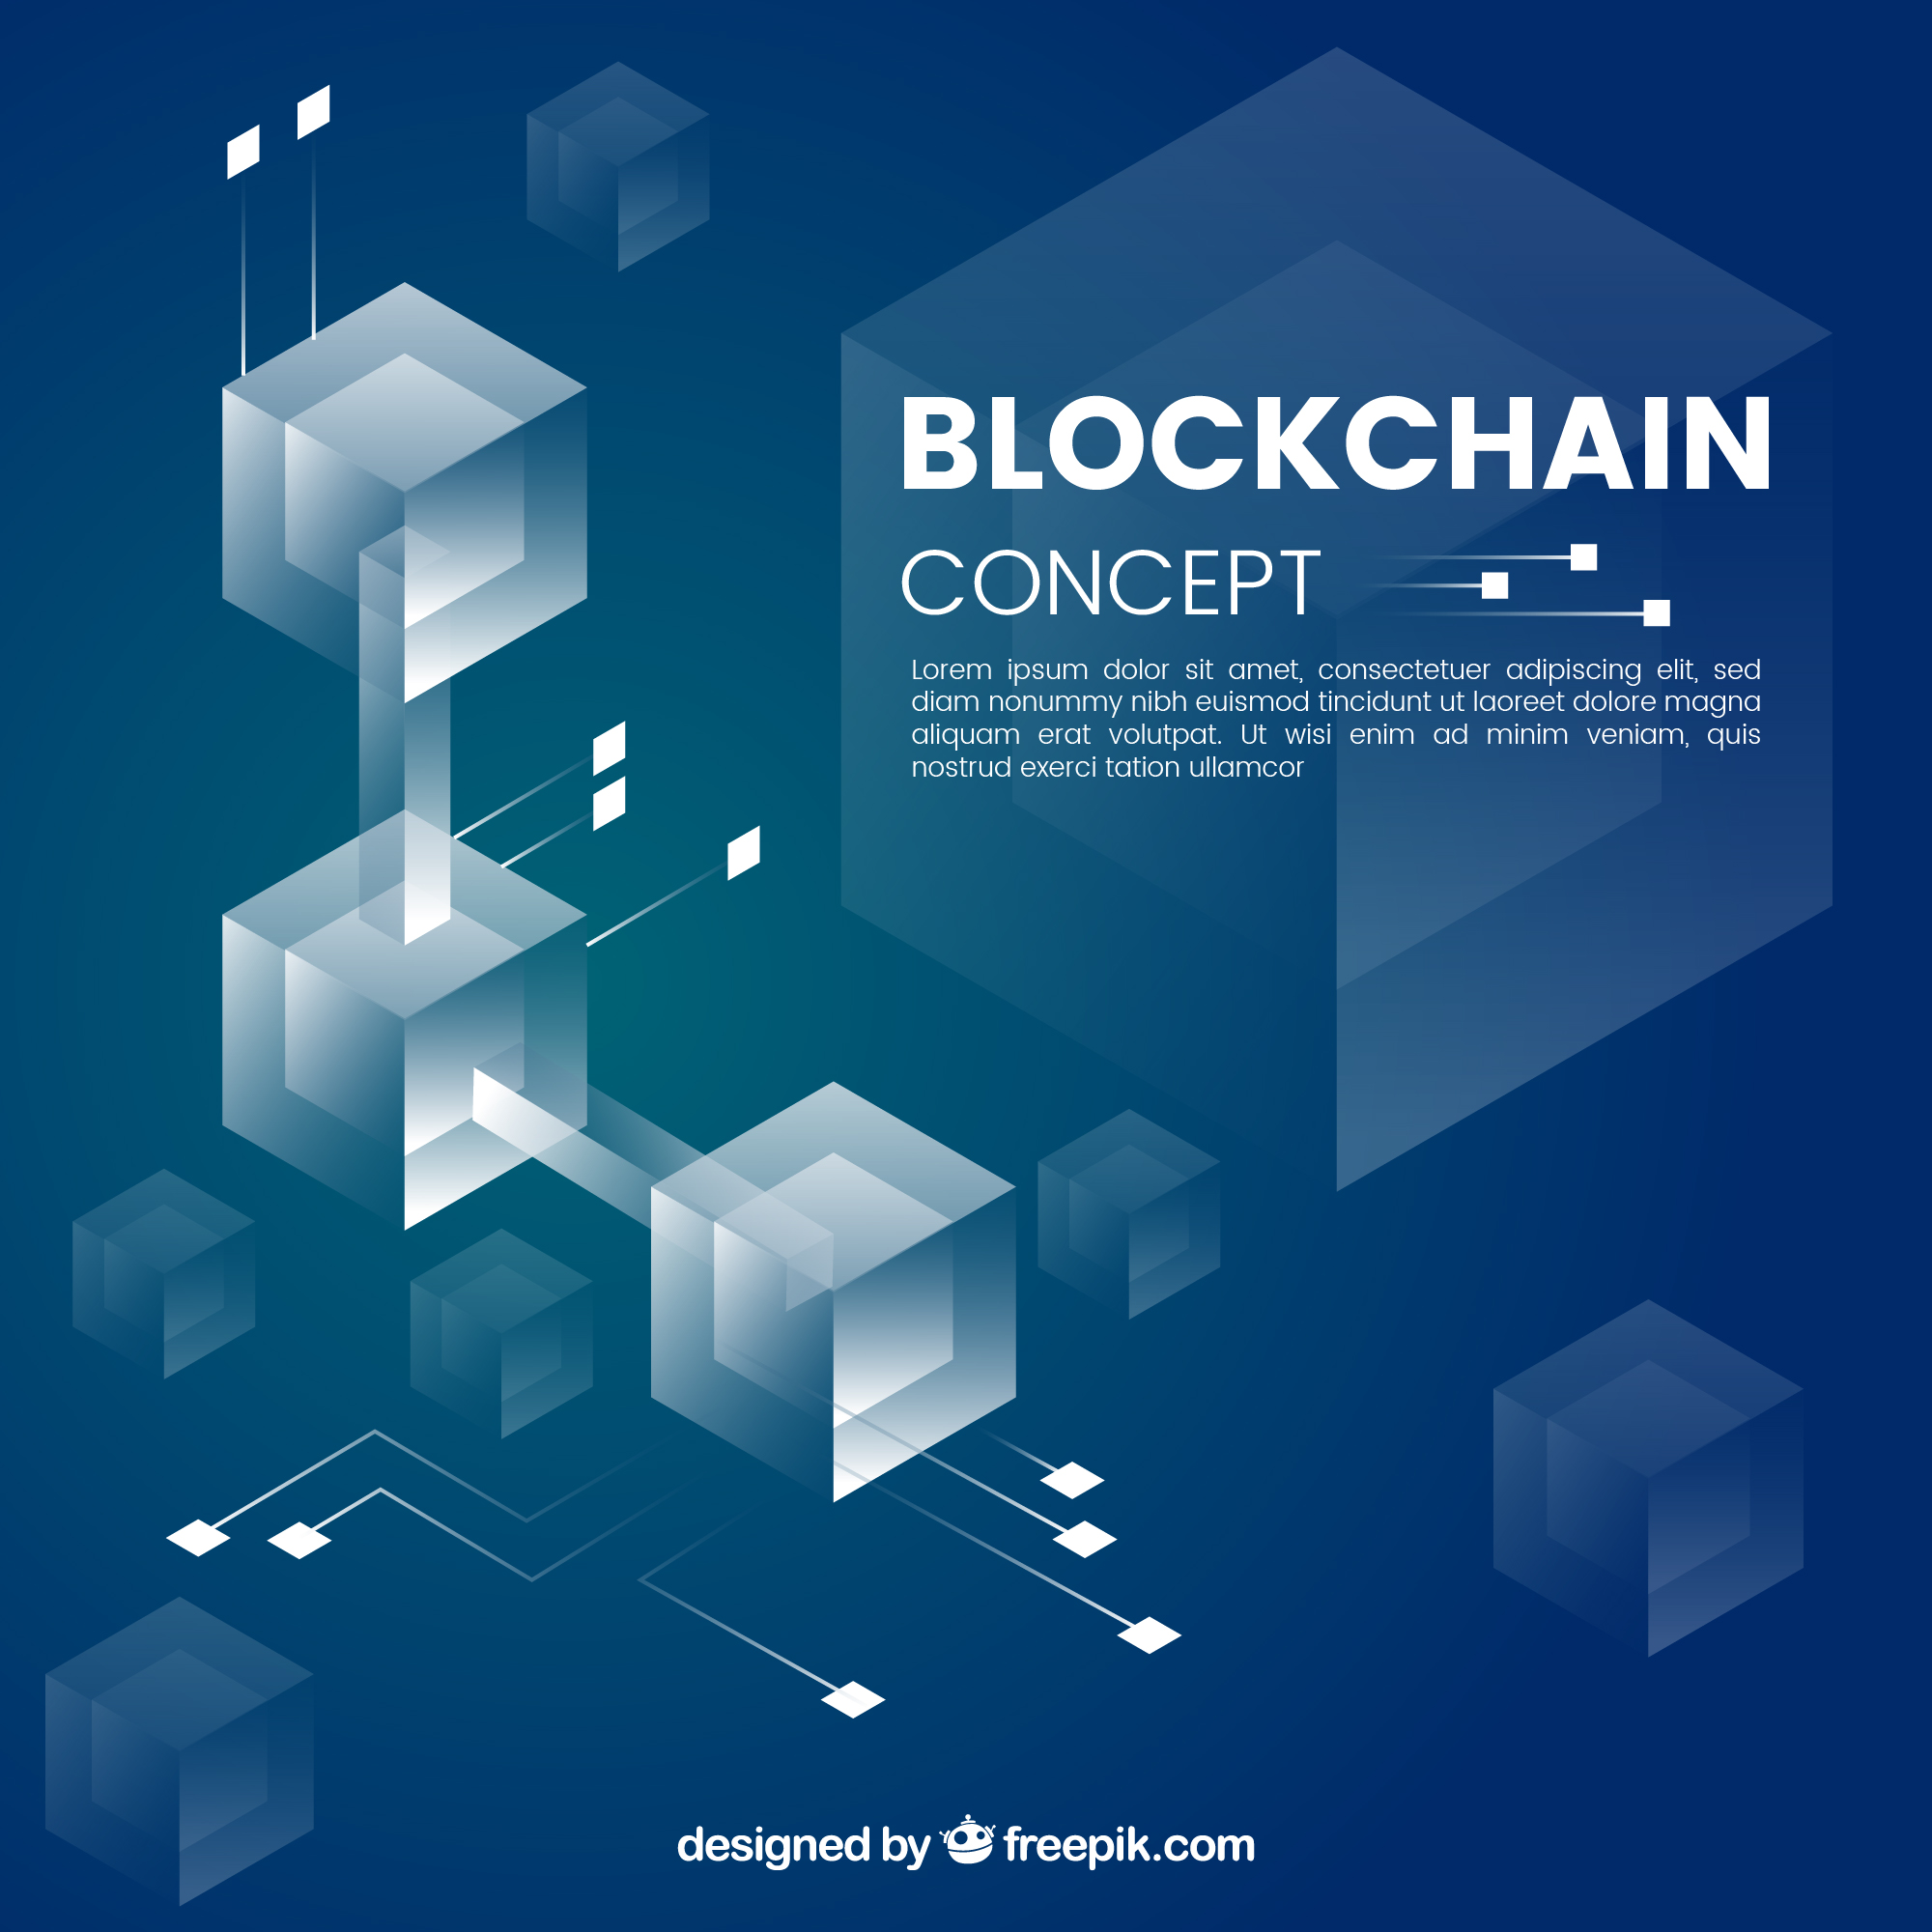 BLOCKCHAIN
CONCEPT
Lorem ipsum dolor sit amet, consectetuer adipiscing elit, sed
diam nonummy nibh euismod tincidunt ut laoreet dolore magna
aliquam erat volutpat. Ut wisi enim ad minim veniam, quis
nostrud exerci tation ullamcor
designed by freepik.com